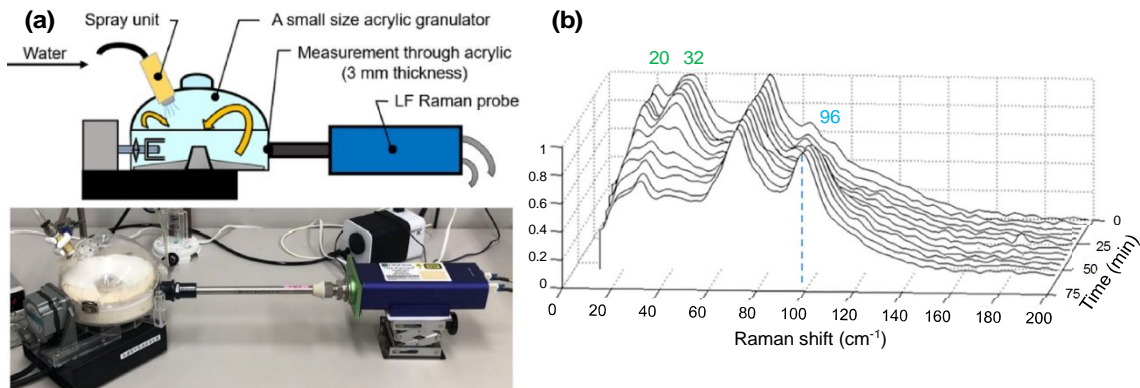 (a)
Spray unit
A small size acrylic granulator
Water
Measurement through acrylic
(3 mm thickness)
LF Raman probe
(b)
20 32
96
1
0.8
0.6
0.4
0.2
0
0 20 40 60 80 100 120 140 160 180 200
Raman shift (cm-1)
0
25
50
75
Time (min)